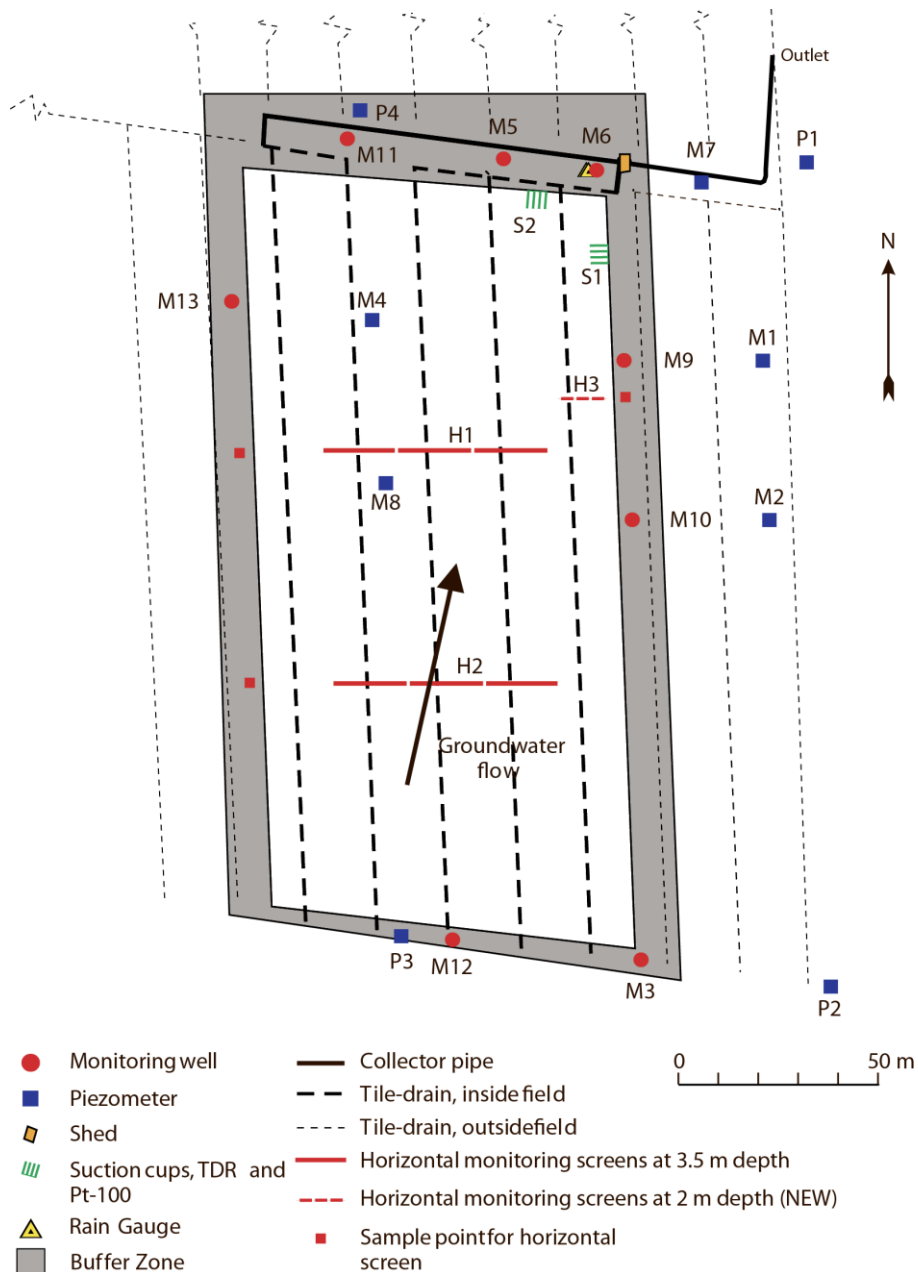 Outlet
P4
M5
M6
M7
P1
M11
S2
S1
N
M13
M4
M1
M9
H3
H1
M8
M10
M2
H2
Groundwater
flow
P3
M12
M3
P2
Monitoring well
Piezometer
Shed
Suction cups, TDR and
Pt-100
Rain Gauge
Buffer Zone
Collector pipe
Tile-drain, inside field
Tile-drain, outsidefield
Horizontal monitoring screens at 3.5 m depth
Horizontal monitoring screens at 2 m depth (NEW)
Sample point for horizontal
screen
0 50 m